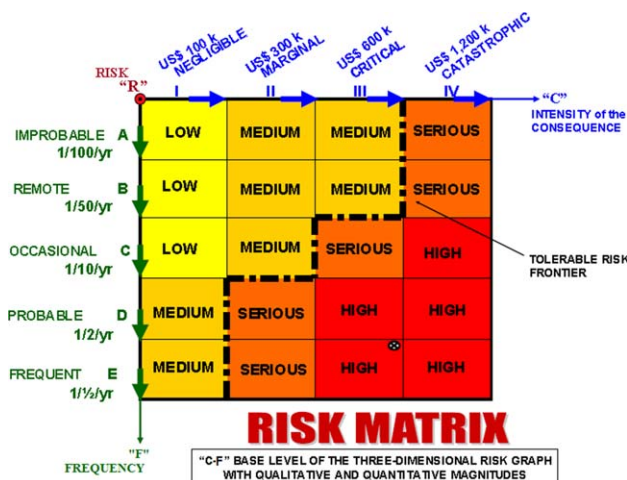 US$ 100 k
NEGLIGIBLE
US$ 300 k
MARGINAL
US$ 600 k
CRITICAL
US$ 1,200 k
CATASTROPHIC
RISK
"R"
I
II
III
IV
"C"
INTENSITY of the
CONSEQUENCE
IMPROBABLE A
1/100/yr
LOW
MEDIUM
MEDIUM
SERIOUS
REMOTE B
1/50/yr
LOW
MEDIUM
MEDIUM
SERIOUS
OCCASIONAL C
1/10/yr
LOW
MEDIUM
SERIOUS
HIGH
TOLERABLE RISK
FRONTIER
PROBABLE D
1/2/yr
MEDIUM
SERIOUS
HIGH
HIGH
FREQUENT E
1/½/yr
MEDIUM
SERIOUS
HIGH
HIGH
"F"
FREQUENCY
RISK MATRIX
"C-F" BASE LEVEL OF THE THREE-DIMENSIONAL RISK GRAPH
WITH QUALITATIVE AND QUANTITATIVE MAGNITUDES